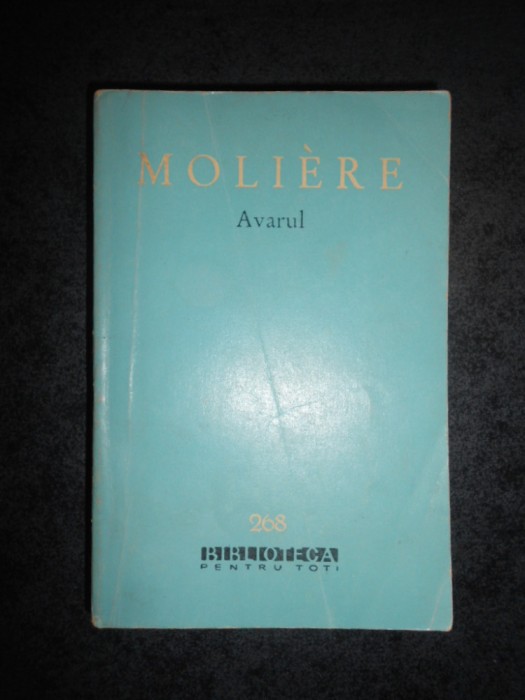 MOLIÈRE
Avarul
268
BIBLIOTECA
PENTRU TOTI